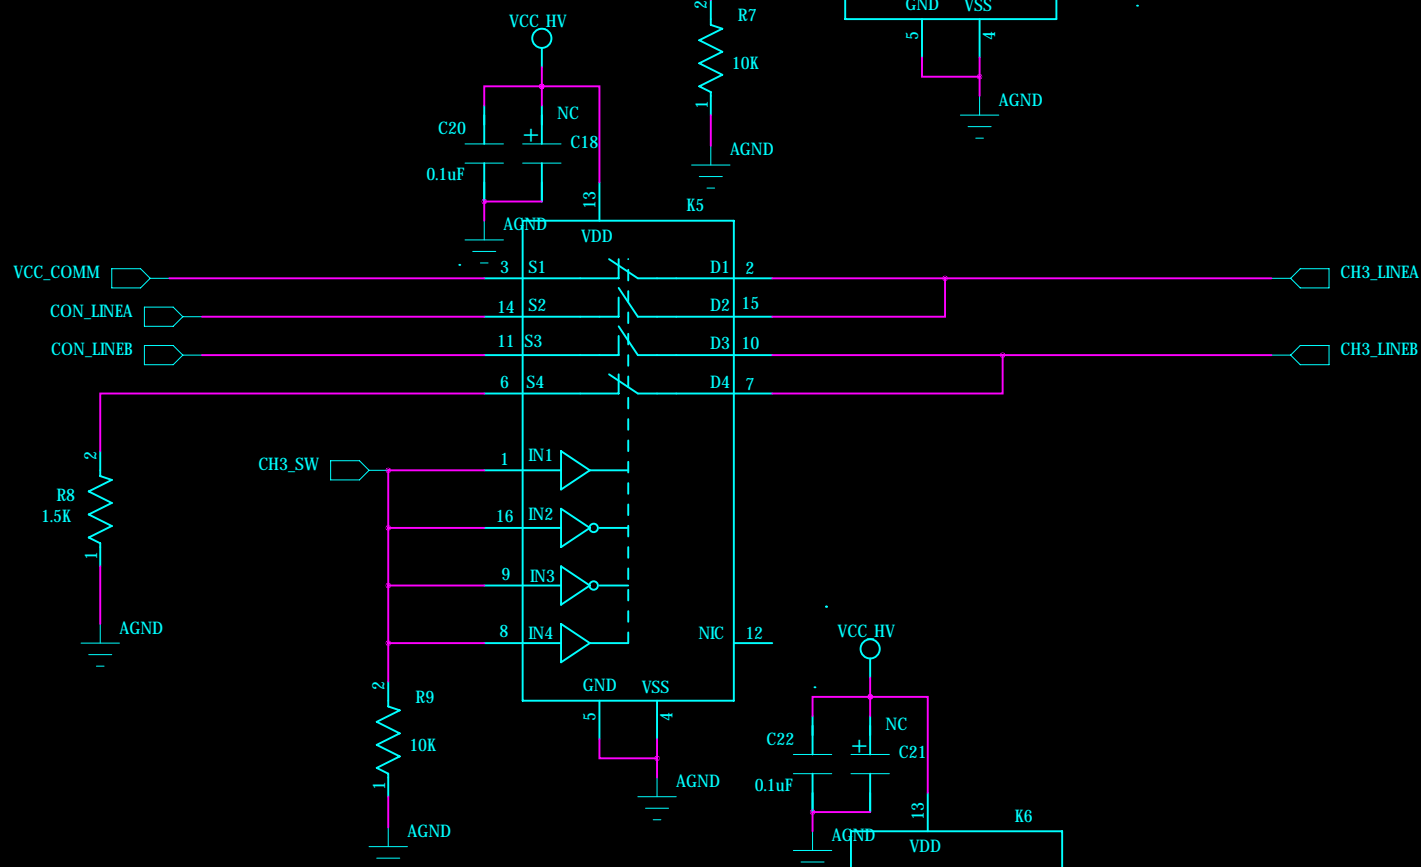 GND VSS
2
R7
VCC_HV
5
4
10K
NC
1
AGND
C20
+
C18
AGND
0.1uF
13
K5
AGND
VDD
VCC_COMM
3 S1 D1 2
CH3_LINEA
CON_LINEA
14 S2 D2 15
CON_LINEB
11 S3 D3 10
CH3_LINEB
6 S4 D4 7
2
CH3_SW
1 IN1
R8
1.5K
16 IN2
1
9 IN3
AGND
8 IN4
NIC 12
VCC_HV
2
R9
GND VSS
5
4
NC
C22
+
C21
10K
1
AGND
0.1uF
13
K6
AGND
AGND
VDD